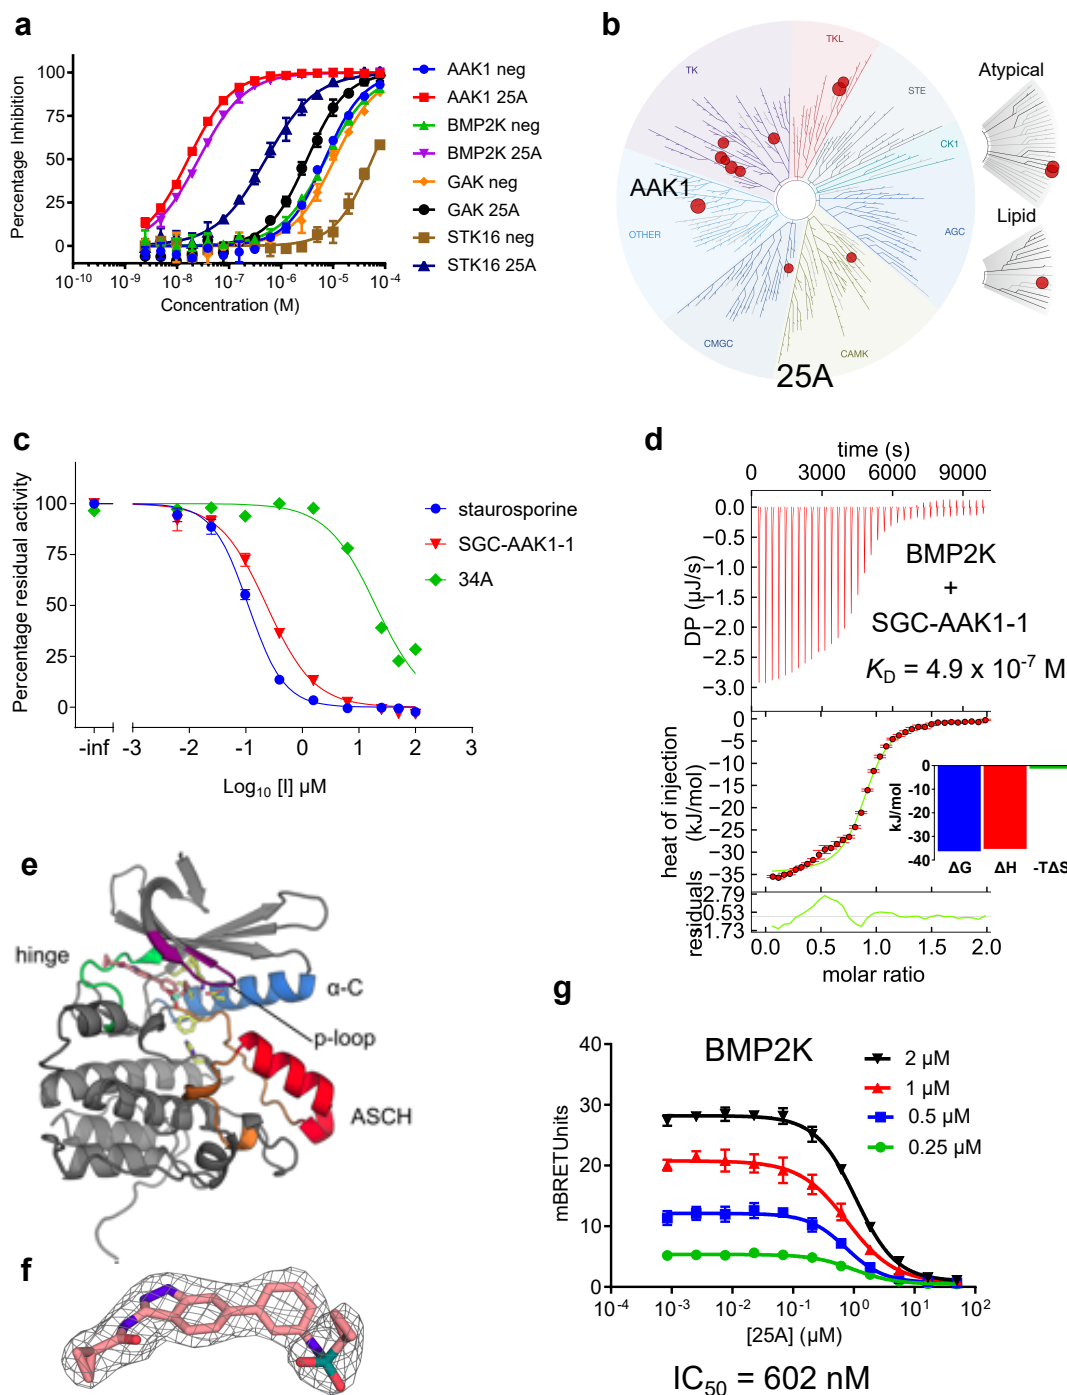 a
Percentage Inhibition
100
75
50
25
0
10⁻¹⁰
10⁻⁹
10⁻⁸
10⁻⁷
10⁻⁶
10⁻⁵
10⁻⁴
Concentration (M)
AAK1 neg
AAK1 25A
BMP2K neg
BMP2K 25A
GAK neg
GAK 25A
STK16 neg
STK16 25A
b
TK
TKL
STE
CK1
AGC
CAMK
CMGC
OTHER
AAK1
25A
Atypical
Lipid
c
Percentage residual activity
100
75
50
25
0
-inf
-3
-2
-1
0
1
2
3
Log₁₀ [I] µM
staurosporine
SGC-AAK1-1
34A
d
time (s)
0
3000
6000
9000
DP (µJ/s)
0.0
−0.5
−1.0
−1.5
−2.0
−2.5
−3.0
BMP2K
+
SGC-AAK1-1
K_D = 4.9 x 10⁻⁷ M
heat of injection
(kJ/mol)
0
−5
−10
−15
−20
−25
−30
−35
kJ/mol
0
-10
-20
-30
-40
ΔG
ΔH
-TΔS
residuals
2.79
0.53
−1.73
0.0
0.5
1.0
1.5
2.0
molar ratio
e
hinge
α-C
p-loop
ASCH
f
g
BMP2K
mBRETUnits
40
30
20
10
0
10⁻⁴
10⁻³
10⁻²
10⁻¹
10⁰
10¹
10²
[25A] (µM)
2 µM
1 µM
0.5 µM
0.25 µM
IC₅₀ = 602 nM